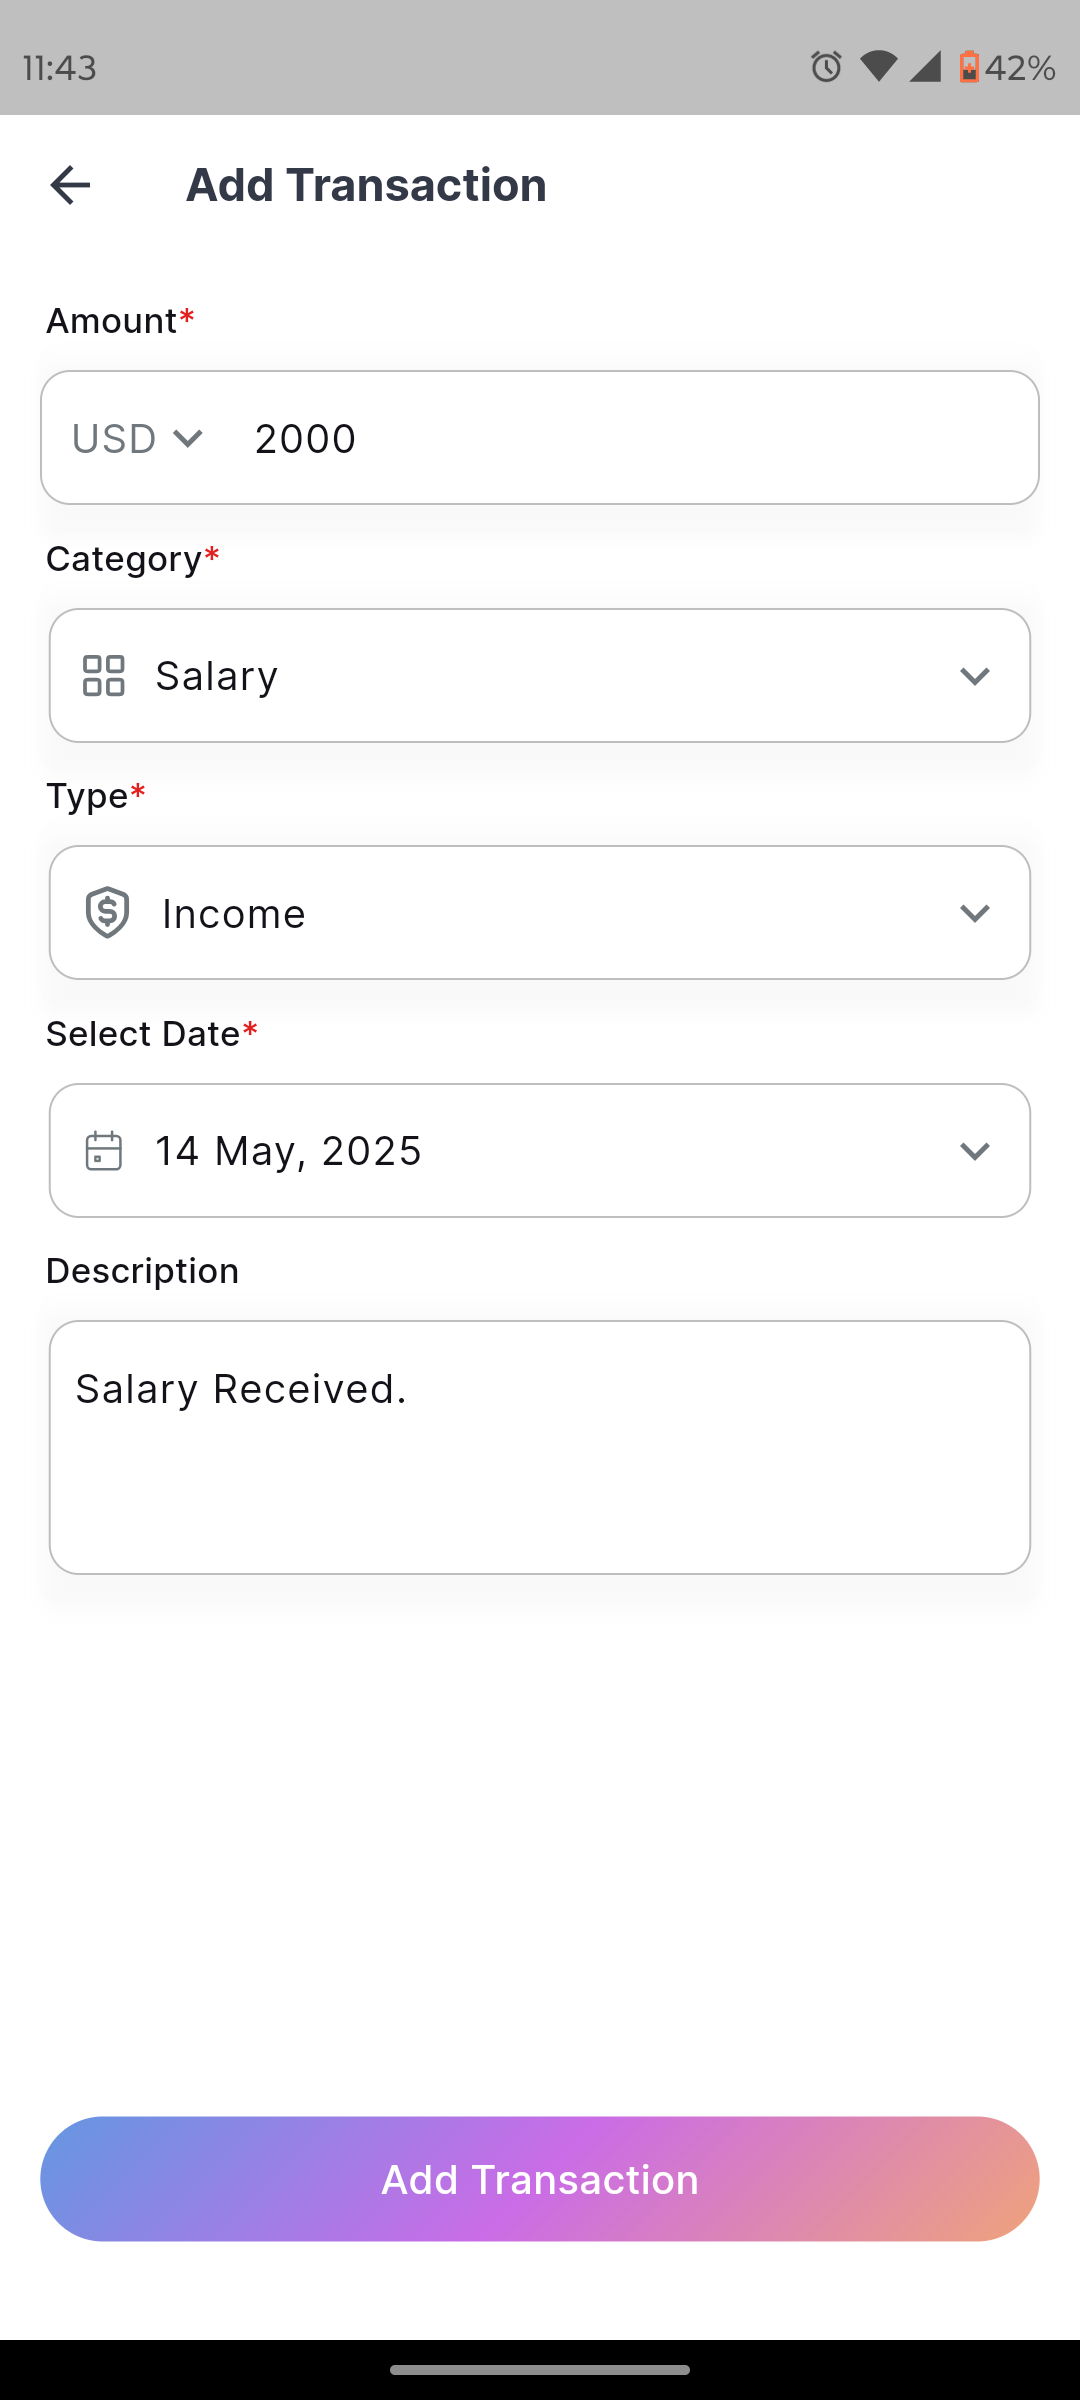 11:43 42%
Add Transaction
Amount*
USD 2000
Category*
Salary
Type*
Income
Select Date*
14 May, 2025
Description
Salary Received.
Add Transaction